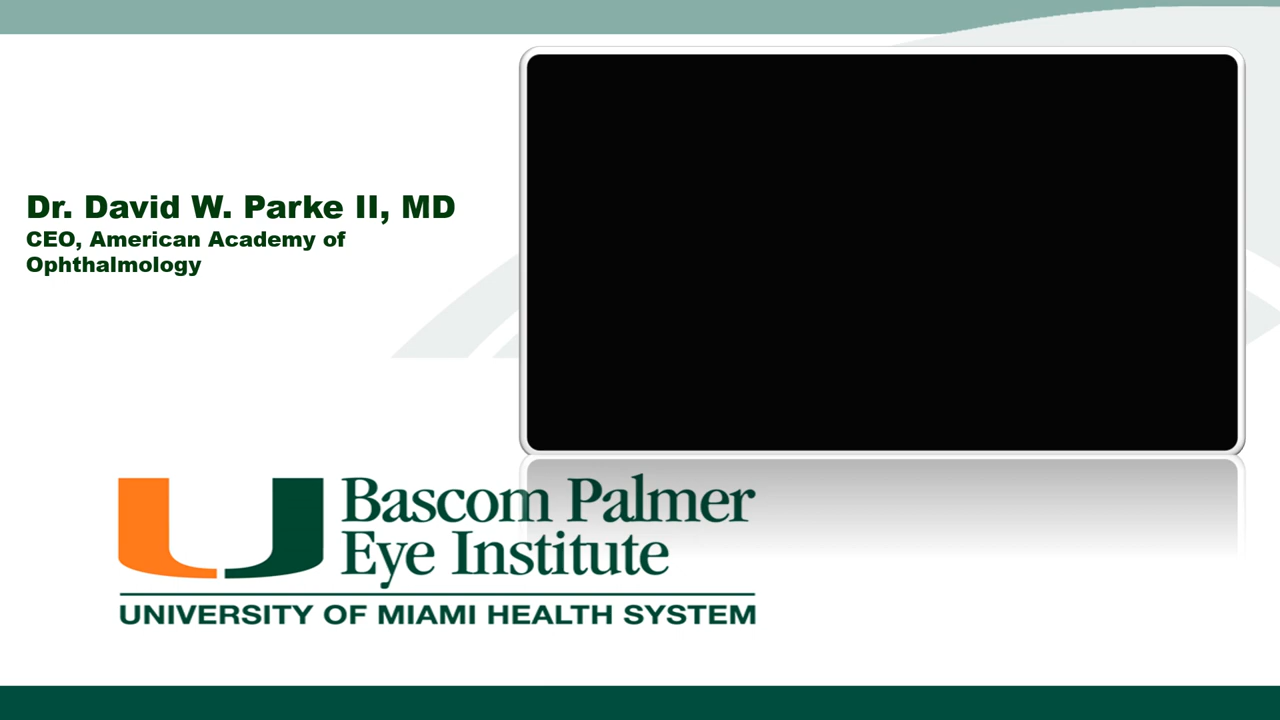 Dr. David W. Parke II, MD
CEO, American Academy of
Ophthalmology
Bascom Palmer
Eye Institute
UNIVERSITY OF MIAMI HEALTH SYSTEM